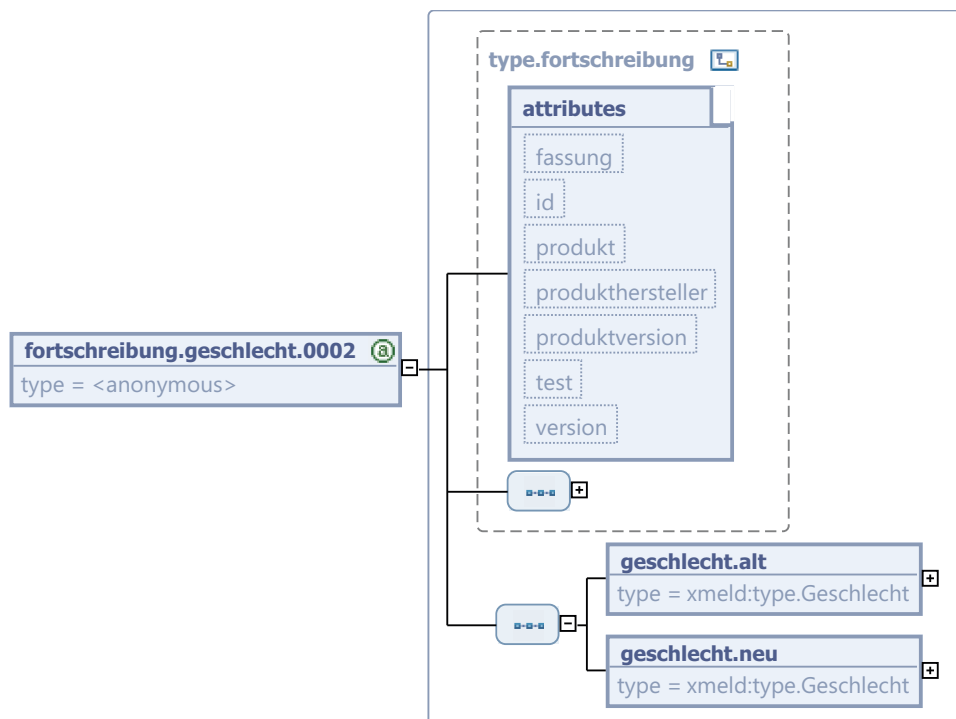 type.fortschreibung
attributes
fassung
id
produkt
produkthersteller
produktversion
test
version
fortschreibung.geschlecht.0002 a
type = <anonymous>
geschlecht.alt
type = xmeld:type.Geschlecht
geschlecht.neu
type = xmeld:type.Geschlecht